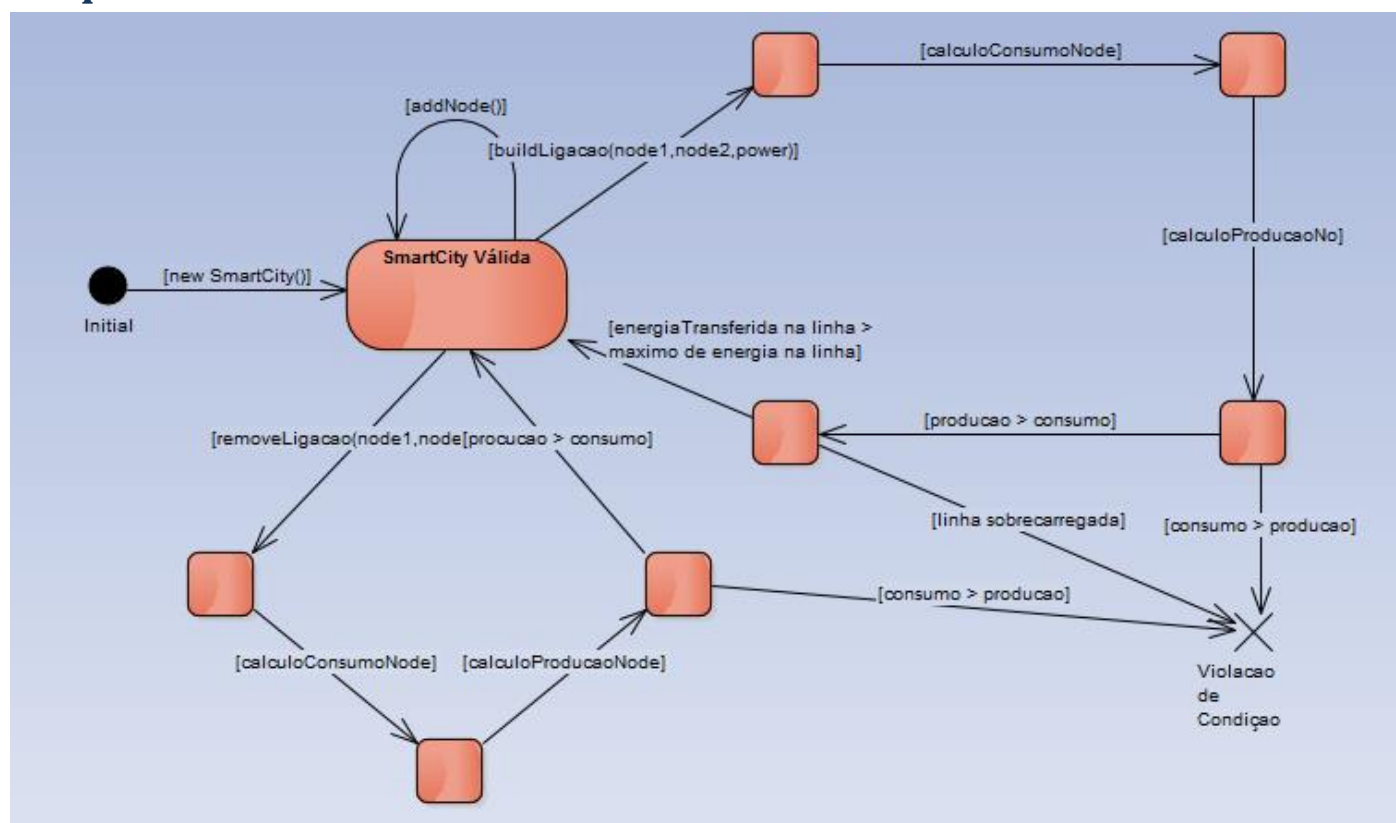 [calculoConsumoNode]
[addNode()]
[buildLigacao(node1,node2,power)]
[calculoProducaoNo]
SmartCity Válida
[new SmartCity()]
Initial
[energiaTransferida na linha >
maximo de energia na linha]
[producao > consumo]
[removeLigacao(node1,node[procucao > consumo]
[linha sobrecarregada]
[consumo > producao]
[consumo > producao]
[calculoConsumoNode]
[calculoProducaoNode]
Violacao
de
Condiçao